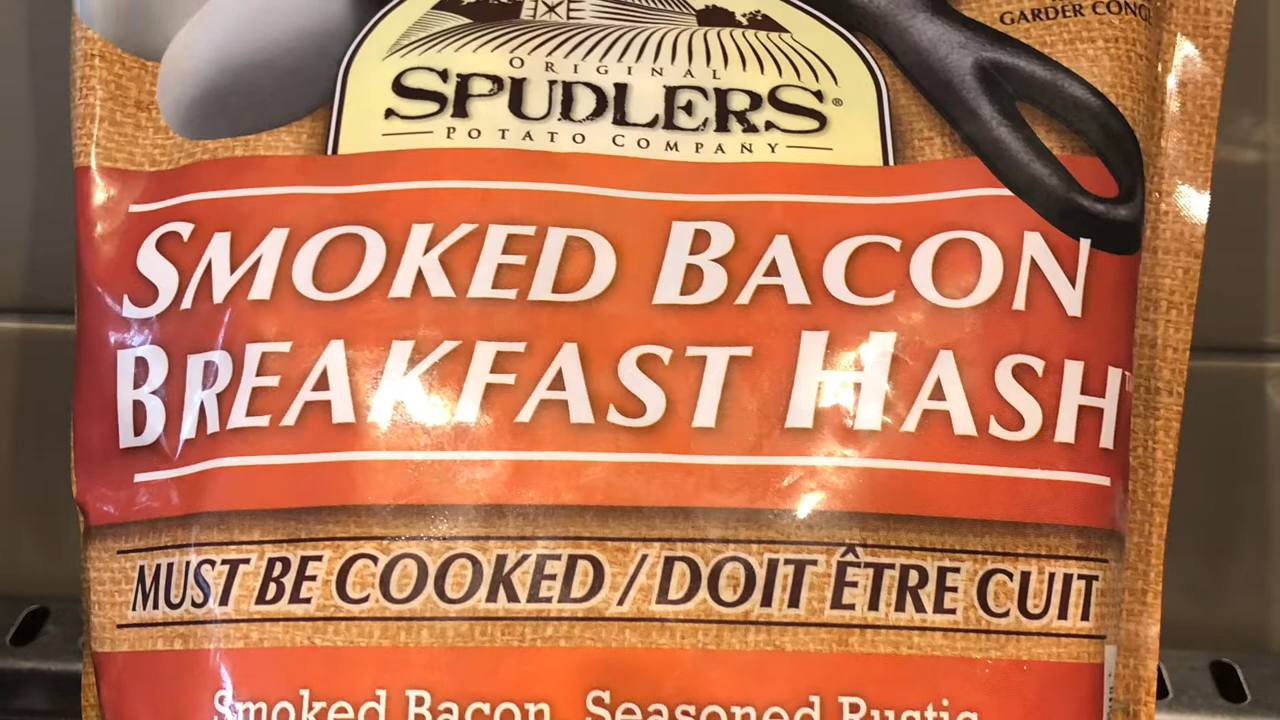 GARDER CONG
ORIGINAL
SPUDLERS®
POTATO COMPANY
SMOKED BACON
BREAKFAST HASH™
MUST BE COOKED / DOIT ÊTRE CUIT
Smoked Bacon, Seasoned Rustic